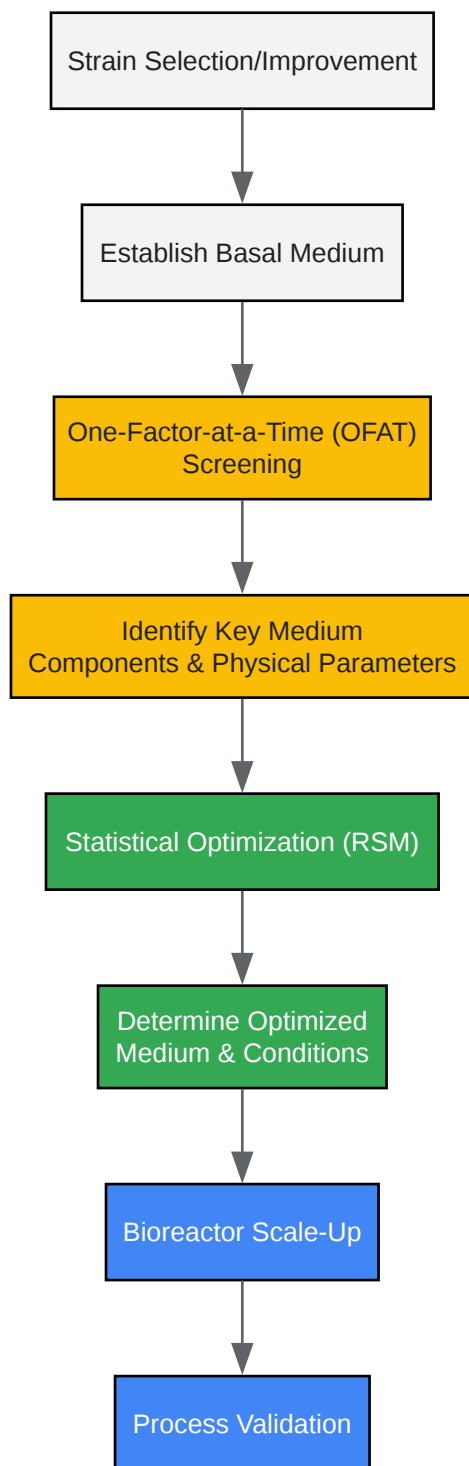 Strain Selection/Improvement
Establish Basal Medium
One-Factor-at-a-Time (OFAT)
Screening
Identify Key Medium
Components & Physical Parameters
Statistical Optimization (RSM)
Determine Optimized
Medium & Conditions
Bioreactor Scale-Up
Process Validation